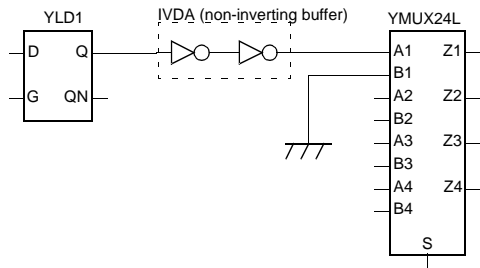 YLD1
IVDA (non-inverting buffer)
YMUX24L
D
Q
G
QN
A1
Z1
B1
A2
Z2
B2
A3
Z3
B3
A4
Z4
B4
S